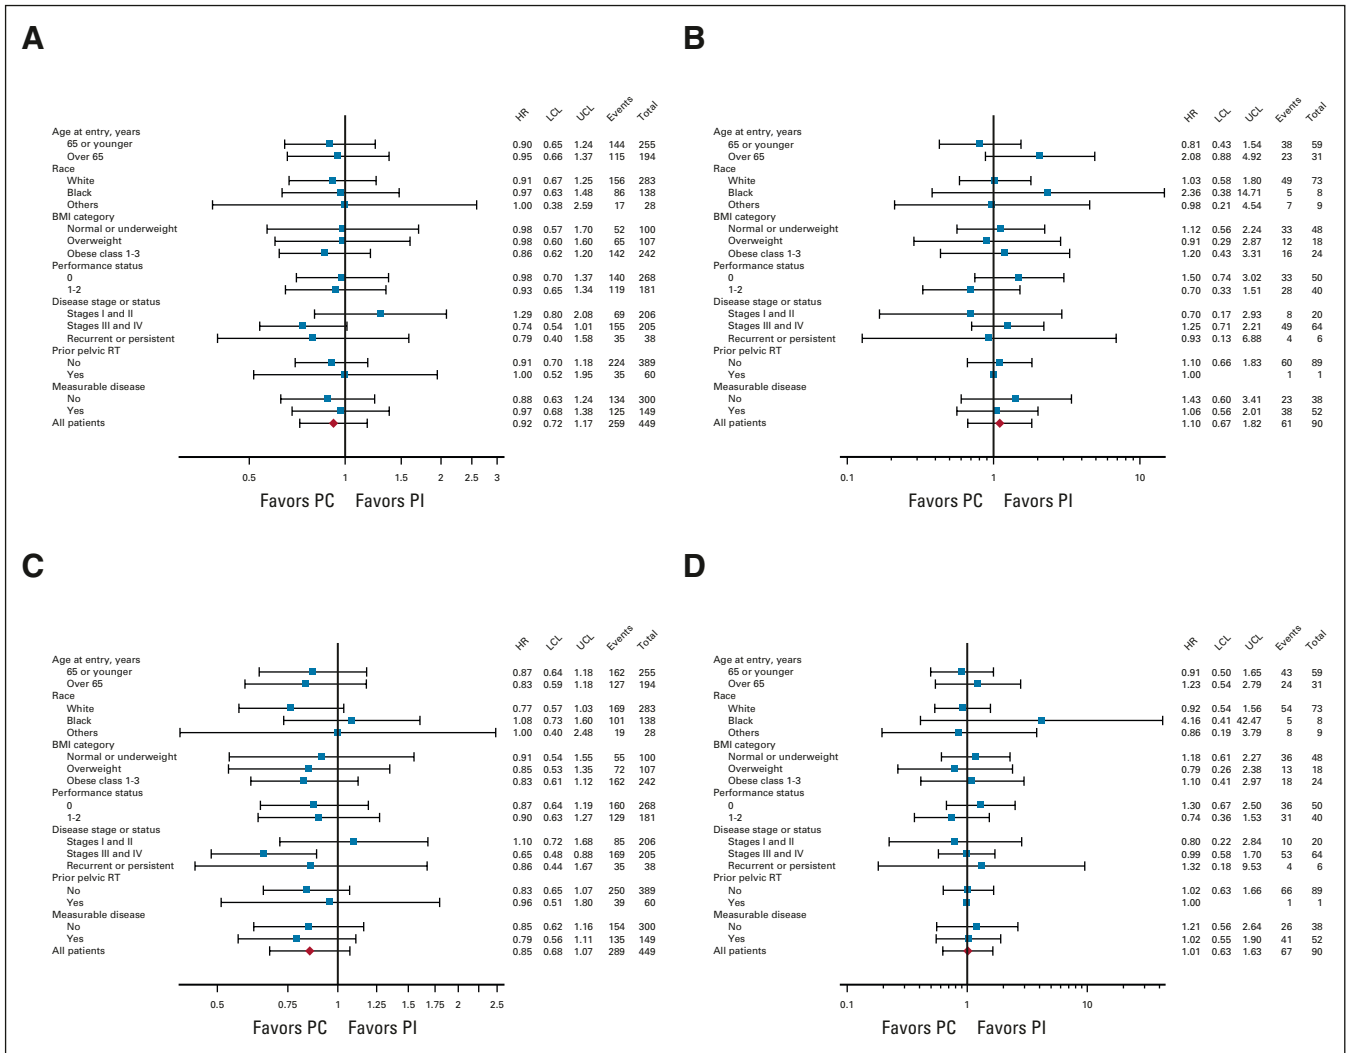 A
HR LCL UCL Events Total
Age at entry, years
65 or younger 0.90 0.65 1.24 144 255
Over 65 0.95 0.66 1.37 115 194
Race
White 0.91 0.67 1.25 156 283
Black 0.97 0.63 1.48 86 138
Others 1.00 0.38 2.59 17 28
BMI category
Normal or underweight 0.98 0.57 1.70 52 100
Overweight 0.98 0.60 1.60 65 107
Obese class 1-3 0.86 0.62 1.20 142 242
Performance status
0 0.98 0.70 1.37 140 268
1-2 0.93 0.65 1.34 119 181
Disease stage or status
Stages I and II 1.29 0.80 2.08 69 206
Stages III and IV 0.74 0.54 1.01 155 205
Recurrent or persistent 0.79 0.40 1.58 35 38
Prior pelvic RT
No 0.91 0.70 1.18 224 389
Yes 1.00 0.52 1.95 35 60
Measurable disease
No 0.88 0.63 1.24 134 300
Yes 0.97 0.68 1.38 125 149
All patients 0.92 0.72 1.17 259 449
0.5 1 1.5 2 2.5 3
Favors PC Favors PI
B
HR LCL UCL Events Total
Age at entry, years
65 or younger 0.81 0.43 1.54 38 59
Over 65 2.08 0.88 4.92 23 31
Race
White 1.03 0.58 1.80 49 73
Black 2.36 0.38 14.71 5 8
Others 0.98 0.21 4.54 7 9
BMI category
Normal or underweight 1.12 0.56 2.24 33 48
Overweight 0.91 0.29 2.87 12 18
Obese class 1-3 1.20 0.43 3.31 16 24
Performance status
0 1.50 0.74 3.02 33 50
1-2 0.70 0.33 1.51 28 40
Disease stage or status
Stages I and II 0.70 0.17 2.93 8 20
Stages III and IV 1.25 0.71 2.21 49 64
Recurrent or persistent 0.93 0.13 6.88 4 6
Prior pelvic RT
No 1.10 0.66 1.83 60 89
Yes 1.00 1 1
Measurable disease
No 1.43 0.60 3.41 23 38
Yes 1.06 0.56 2.01 38 52
All patients 1.10 0.67 1.82 61 90
0.1 1 10
Favors PC Favors PI
C
HR LCL UCL Events Total
Age at entry, years
65 or younger 0.87 0.64 1.18 162 255
Over 65 0.83 0.59 1.18 127 194
Race
White 0.77 0.57 1.03 169 283
Black 1.08 0.73 1.60 101 138
Others 1.00 0.40 2.48 19 28
BMI category
Normal or underweight 0.91 0.54 1.55 55 100
Overweight 0.85 0.53 1.35 72 107
Obese class 1-3 0.83 0.61 1.12 162 242
Performance status
0 0.87 0.64 1.19 160 268
1-2 0.90 0.63 1.27 129 181
Disease stage or status
Stages I and II 1.10 0.72 1.68 85 206
Stages III and IV 0.65 0.48 0.88 169 205
Recurrent or persistent 0.86 0.44 1.67 35 38
Prior pelvic RT
No 0.83 0.65 1.07 250 389
Yes 0.96 0.51 1.80 39 60
Measurable disease
No 0.85 0.62 1.16 154 300
Yes 0.79 0.56 1.11 135 149
All patients 0.85 0.68 1.07 289 449
0.5 0.75 1 1.25 1.5 1.75 2 2.5
Favors PC Favors PI
D
HR LCL UCL Events Total
Age at entry, years
65 or younger 0.91 0.50 1.65 43 59
Over 65 1.23 0.54 2.79 24 31
Race
White 0.92 0.54 1.56 54 73
Black 4.16 0.41 42.47 5 8
Others 0.86 0.19 3.79 8 9
BMI category
Normal or underweight 1.18 0.61 2.27 36 48
Overweight 0.79 0.26 2.38 13 18
Obese class 1-3 1.10 0.41 2.97 18 24
Performance status
0 1.30 0.67 2.50 36 50
1-2 0.74 0.36 1.53 31 40
Disease stage or status
Stages I and II 0.80 0.22 2.84 10 20
Stages III and IV 0.99 0.58 1.70 53 64
Recurrent or persistent 1.32 0.18 9.53 4 6
Prior pelvic RT
No 1.02 0.63 1.66 66 89
Yes 1.00 1 1
Measurable disease
No 1.21 0.56 2.64 26 38
Yes 1.02 0.55 1.90 41 52
All patients 1.01 0.63 1.63 67 90
0.1 1 10
Favors PC Favors PI